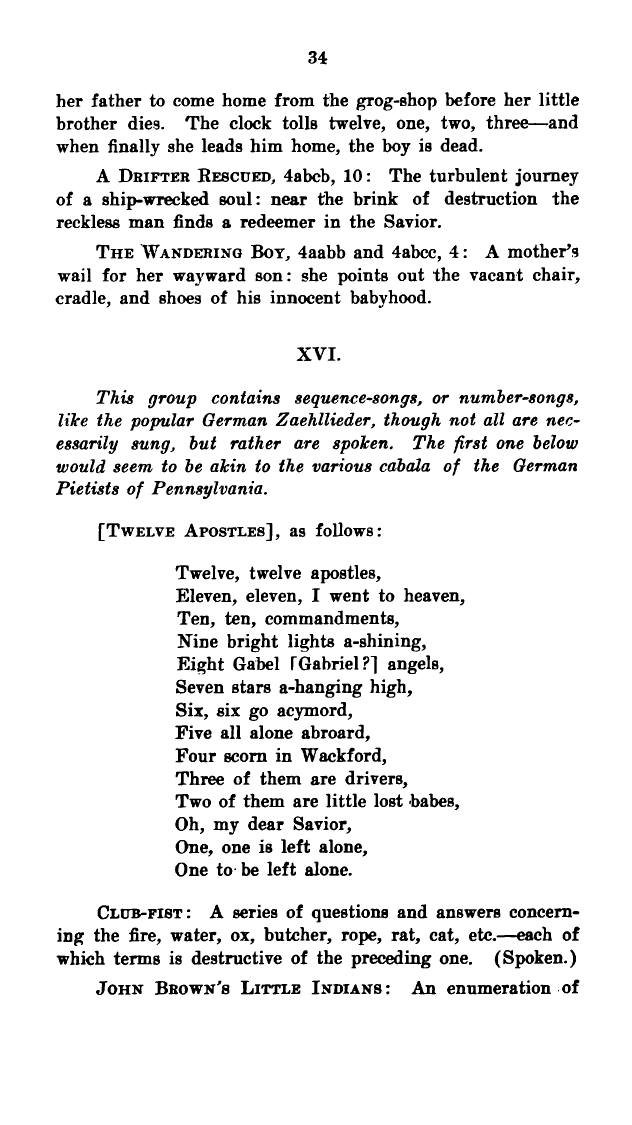 34
her father to come home from the grog-shop before her little
brother dies. The clock tolls twelve, one, two, three—and
when finally she leads him home, the boy is dead.
A Drifter Rescued, 4abcb, 10: The turbulent journey
of a ship-wrecked soul: near the brink of destruction the
reckless man finds a redeemer in the Savior.
The Wandering Boy, 4aabb and 4abcc, 4: A mother's
wail for her wayward son: she points out the vacant chair,
cradle, and shoes of his innocent babyhood.
XVI.
This group contains sequence-songs, or number-songs,
like the popular German Zaehllieder, though not all are nec-
essarily sung, but rather are spoken. The first one below
would seem to be akin to the various cabala of the German
Pietists of Pennsylvania.
[Twelve Apostles], as follows:
Twelve, twelve apostles,
Eleven, eleven, I went to heaven,
Ten, ten, commandments,
Nine bright lights a-shining,
Eight Gabel [Gabriel?] angels,
Seven stars a-hanging high,
Six, six go acymord,
Five all alone abroard,
Four scorn in Wackford,
Three of them are drivers,
Two of them are little lost babes,
Oh, my dear Savior,
One, one is left alone,
One to be left alone.
Club-fist: A series of questions and answers concern-
ing the fire, water, ox, butcher, rope, rat, cat, etc.—each of
which terms is destructive of the preceding one. (Spoken.)
John Brown's Little Indians: An enumeration of